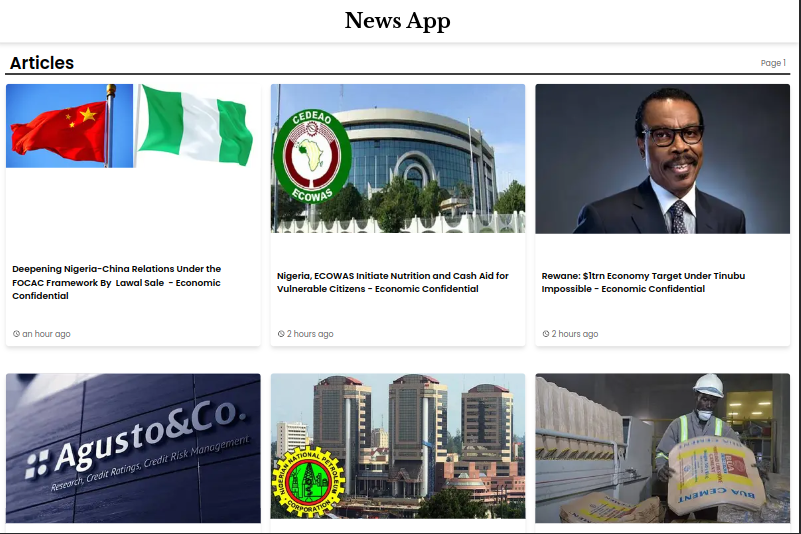 News App
Articles
Page 1
CEDEAO
ECOWAS
Deepening Nigeria-China Relations Under the
FOCAC Framework By Lawal Sale - Economic
Confidential
Nigeria, ECOWAS Initiate Nutrition and Cash Aid for
Vulnerable Citizens - Economic Confidential
Rewane: $1trn Economy Target Under Tinubu
Impossible - Economic Confidential
an hour ago
2 hours ago
2 hours ago
Agusto&Co.
Research, Credit Ratings, Credit Risk Management
NIGERIAN NATIONAL PETROLEUM
CORPORATION
BUA CEMENT